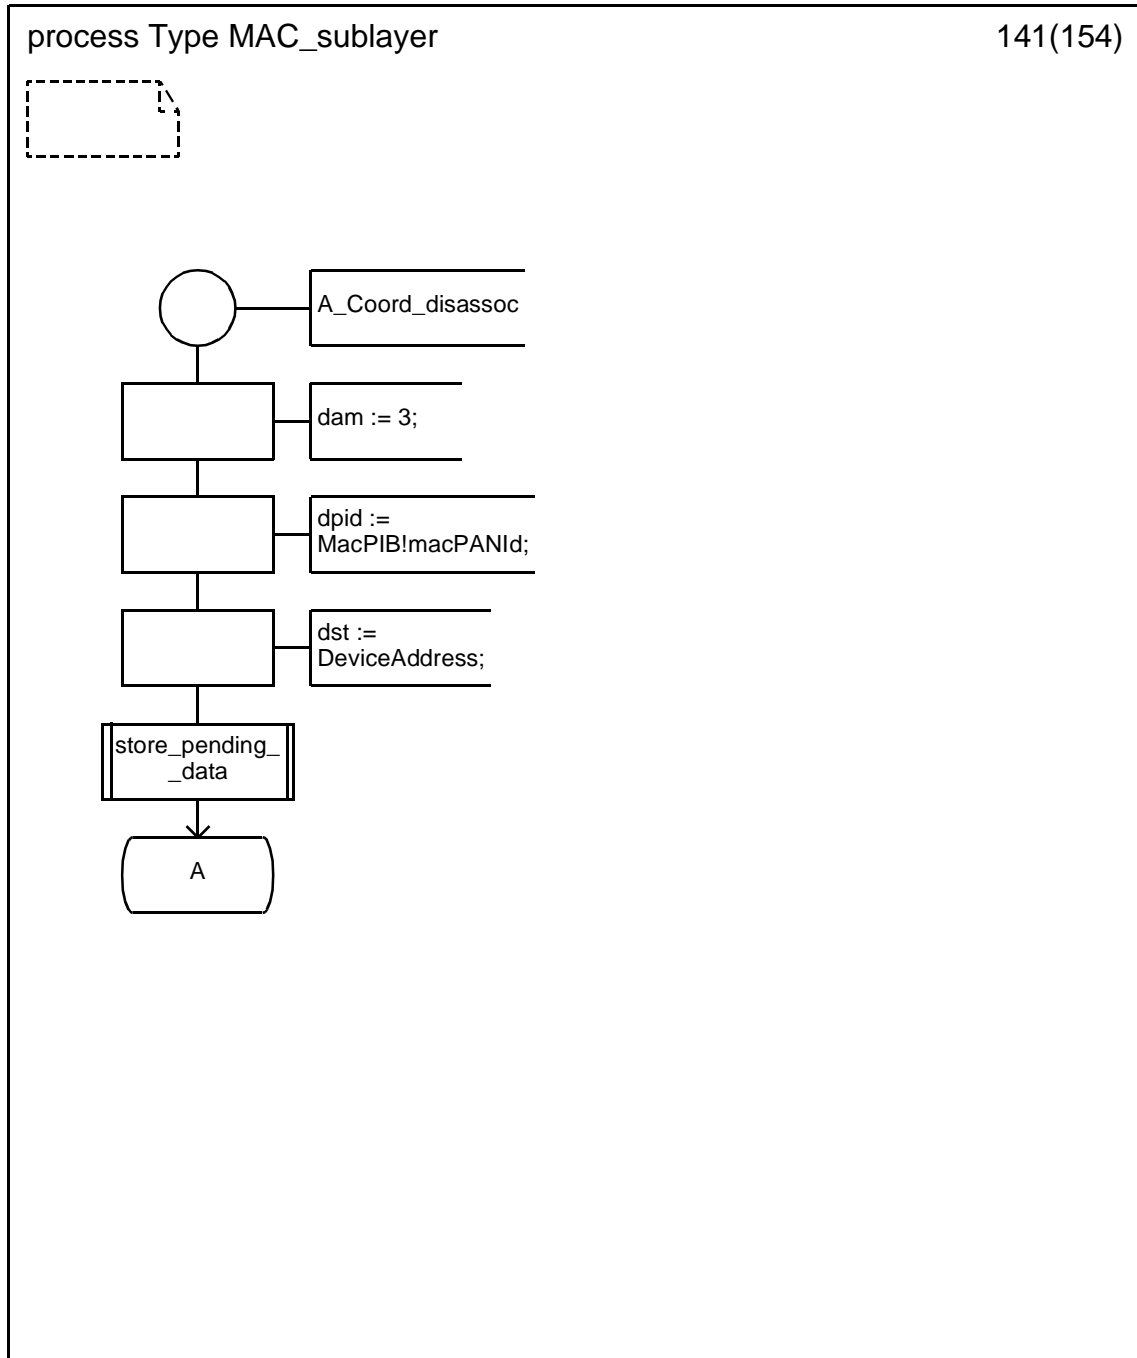 process Type MAC_sublayer 141(154)
A_Coord_disassoc
dam := 3;
dpid :=
MacPIB!macPANId;
dst :=
DeviceAddress;
store_pending_
_data
A